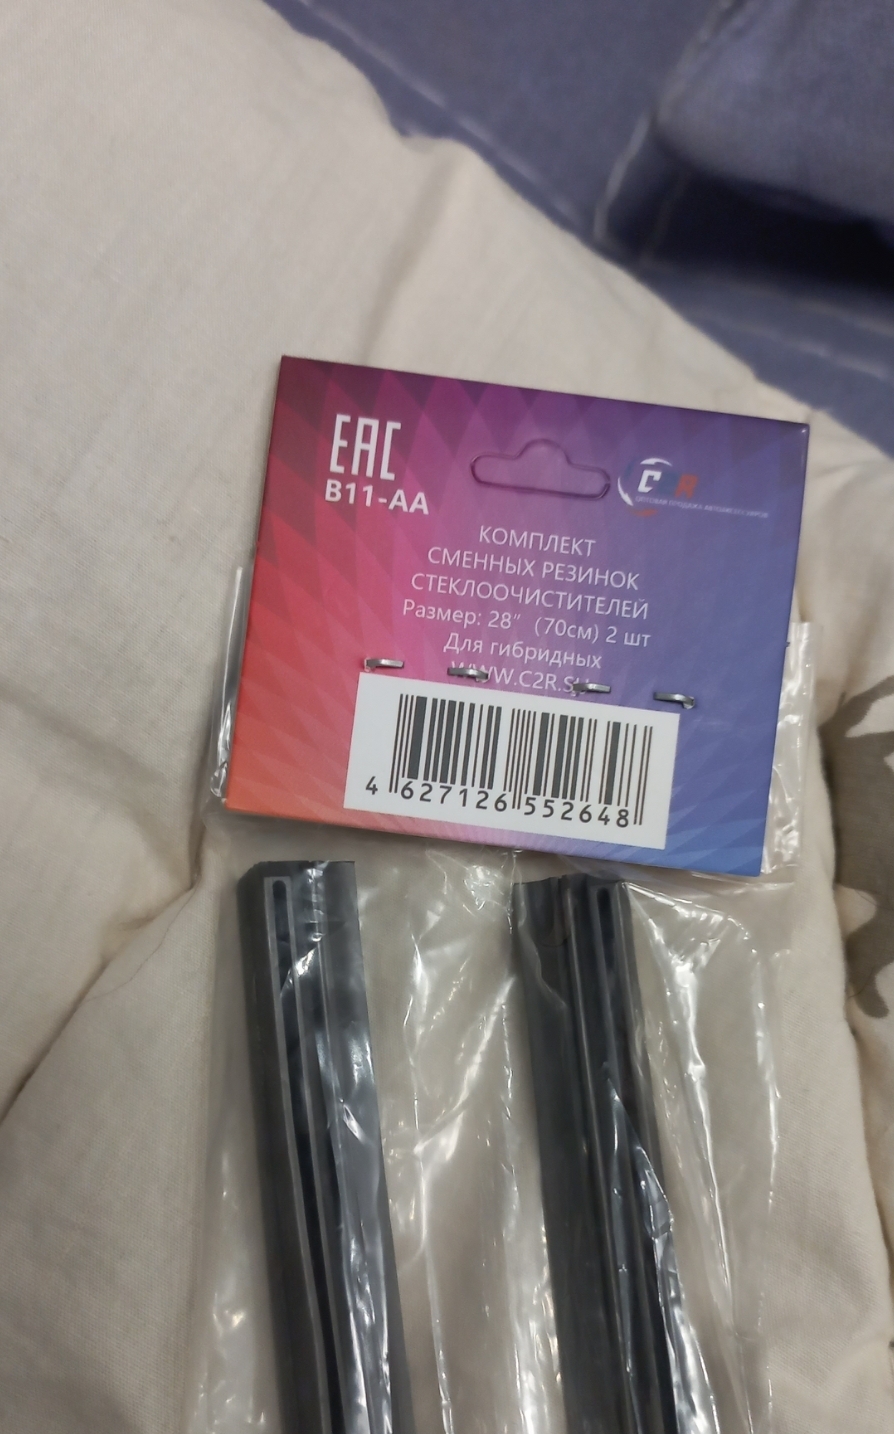 EAC
B11-AA
C2R
КОМПЛЕКТ
СМЕННЫХ РЕЗИНОК
СТЕКЛООЧИСТИТЕЛЕЙ
Размер: 28" (70см) 2 шт
Для гибридных
WWW.C2R.SU
4 627126 552648